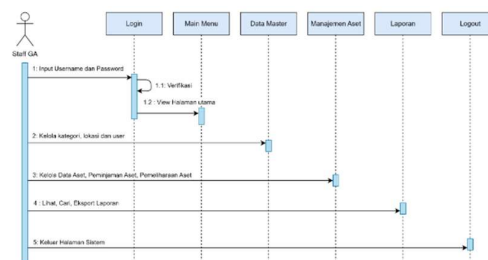 Login
Main Menu
Data Master
Manajemen Aset
Laporan
Logout
Staff GA
1: Input Username dan Password
1.1: Verifikasi
1.2 : View Halaman utama
2: Kelola kategori, lokasi dan user
3: Kelola Data Aset, Peminjaman Aset, Pemeliharaan Aset
4 : Lihat, Cari, Eksport Laporan
5: Keluar Halaman Sistem